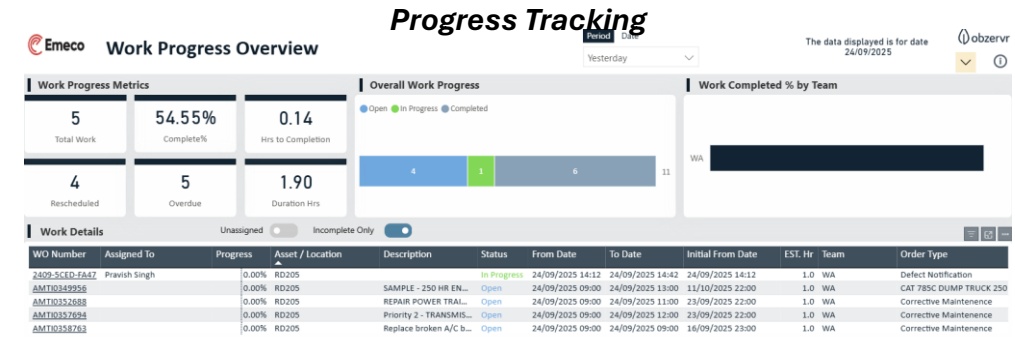 Progress Tracking
Emeco
Work Progress Overview
Period Date
Yesterday
The data displayed is for date
24/09/2025
obzervr
Work Progress Metrics
5
Total Work
54.55%
Complete%
0.14
Hrs to Completion
4
Rescheduled
5
Overdue
1.90
Duration Hrs
Overall Work Progress
Open In Progress Completed
4 1 6 11
Work Completed % by Team
WA
Work Details Unassigned Incomplete Only
WO Number Assigned To Progress Asset / Location Description Status From Date To Date Initial From Date EST. Hr Team Order Type
2409-5CED-FA47 Pravish Singh 0.00% RD205 In Progress 24/09/2025 14:12 24/09/2025 14:42 24/09/2025 14:12 1.0 WA Defect Notification
AMTI0349956 0.00% RD205 SAMPLE - 250 HR EN... Open 24/09/2025 09:00 24/09/2025 13:00 11/10/2025 22:00 1.0 WA CAT 785C DUMP TRUCK 250
AMTI0352688 0.00% RD205 REPAIR POWER TRAI... Open 24/09/2025 09:00 24/09/2025 11:00 23/09/2025 22:00 1.0 WA Corrective Maintenence
AMTI0357694 0.00% RD205 Priority 2 - TRANSMIS... Open 24/09/2025 09:00 24/09/2025 12:00 23/09/2025 22:00 1.0 WA Corrective Maintenence
AMTI0358763 0.00% RD205 Replace broken A/C b... Open 24/09/2025 09:00 24/09/2025 09:00 16/09/2025 23:00 1.0 WA Corrective Maintenence